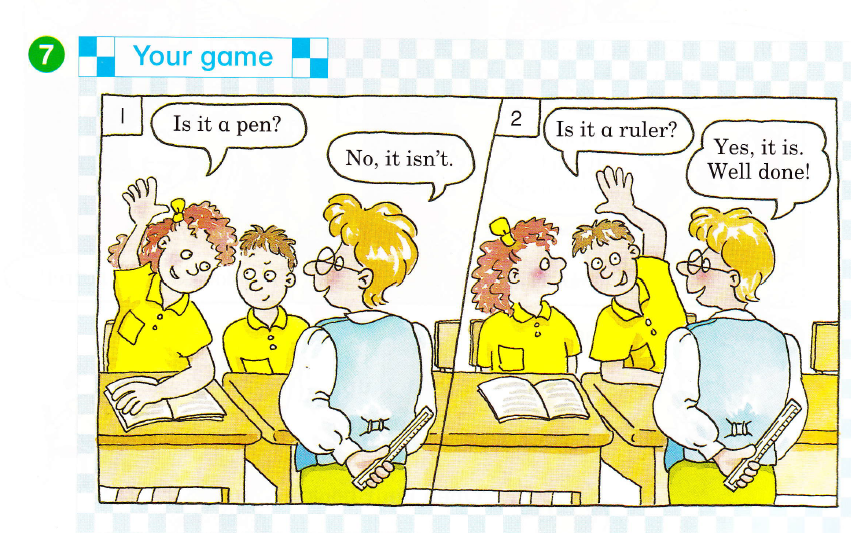 7
Your game
1
Is it a pen?
No, it isn't.
2
Is it a ruler?
Yes, it is.
Well done!